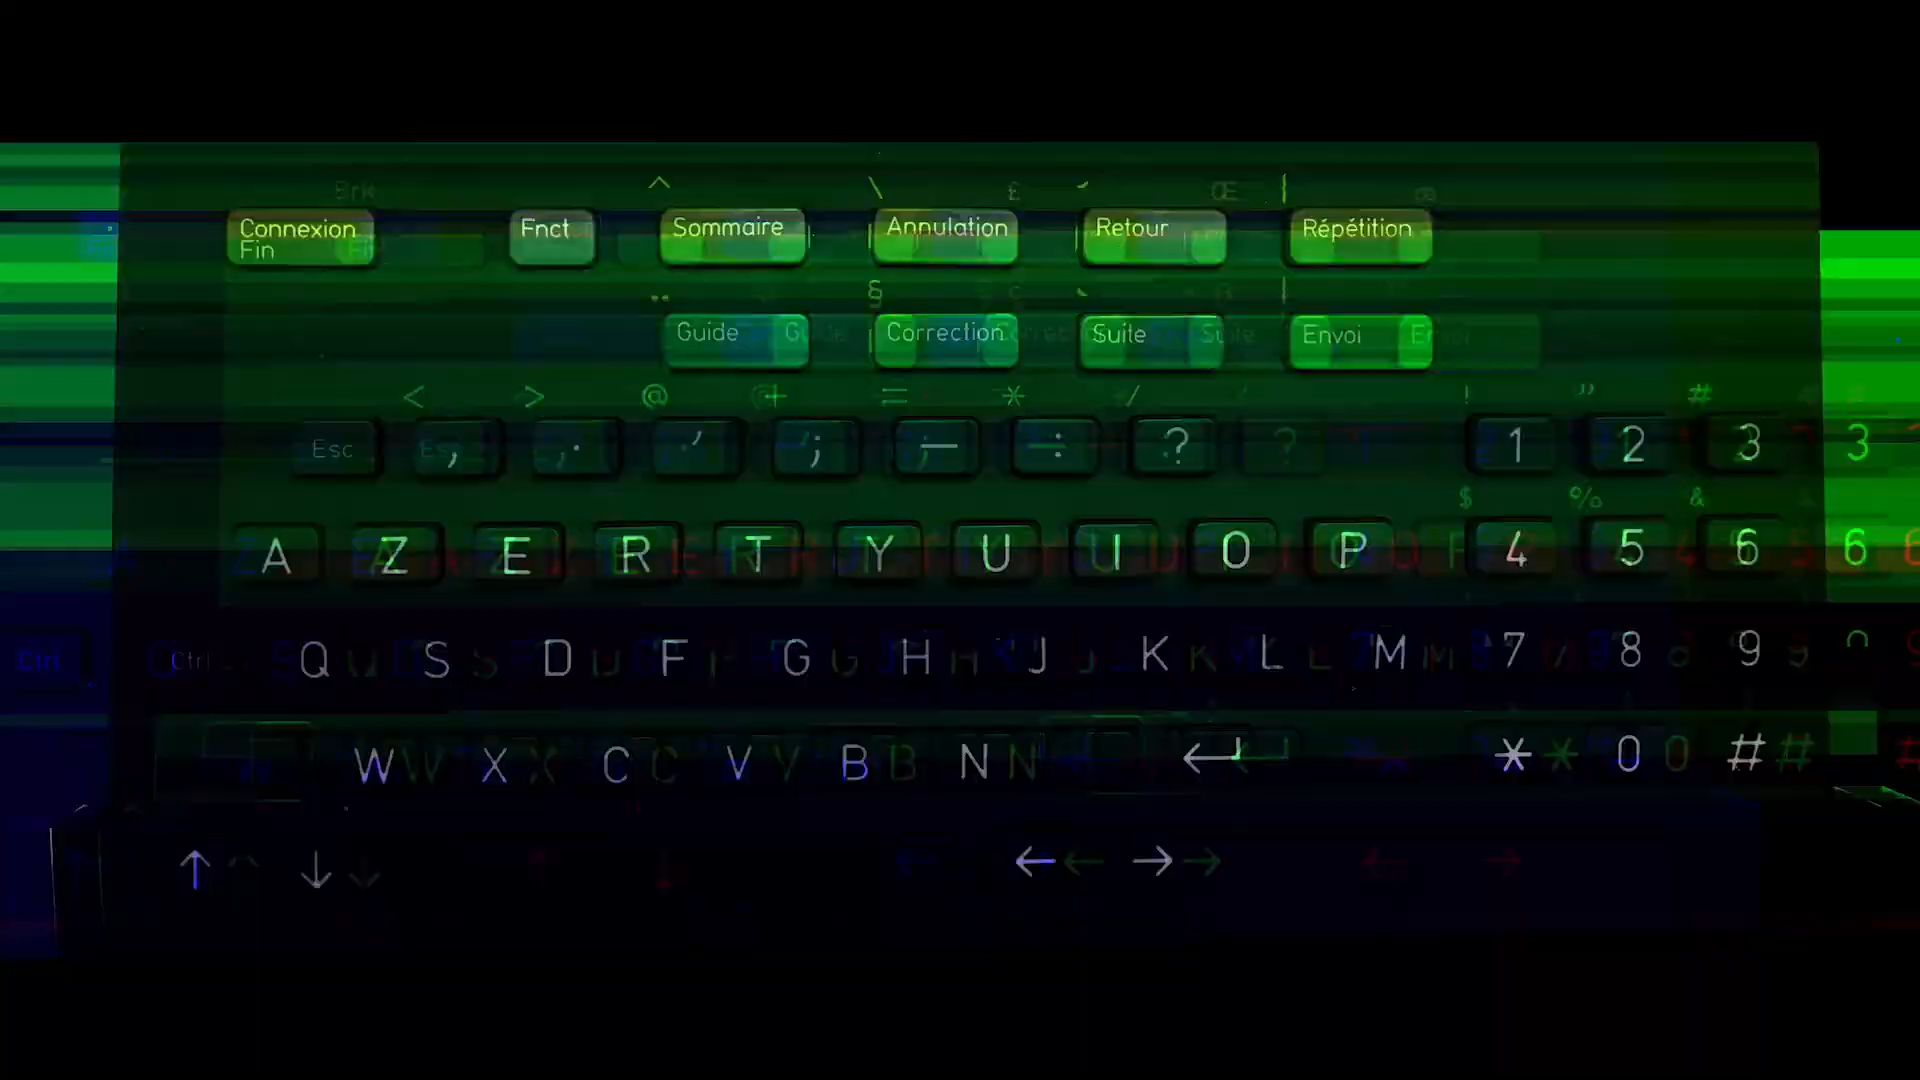 Brk ^ \ £ ´ Œ | œ
Connexion Fnct Sommaire Annulation Retour Répétition
Fin
¨ § `
Guide Correction Suite Envoi
< > @ + = * / ! " #
Esc , . ' ; - : ? 1 2 3
$ % &
A Z E R T Y U I O P 4 5 6
Ctrl Q S D F G H J K L M 7 8 9
W X C V B N ↵ * 0 #
↑ ↓ ← →